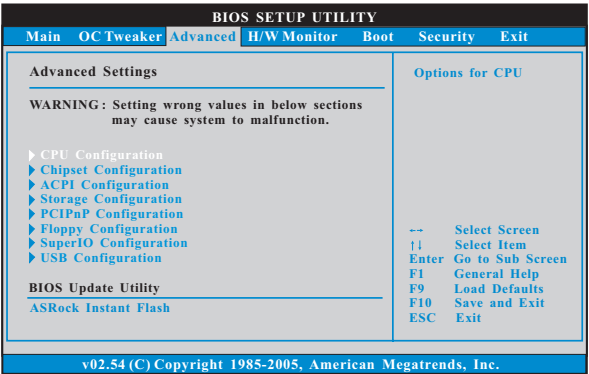 BIOS SETUP UTILITY
Main OC Tweaker Advanced H/W Monitor Boot Security Exit
Advanced Settings
WARNING : Setting wrong values in below sections
may cause system to malfunction.
CPU Configuration
Chipset Configuration
ACPI Configuration
Storage Configuration
PCIPnP Configuration
Floppy Configuration
SuperIO Configuration
USB Configuration
BIOS Update Utility
ASRock Instant Flash
Options for CPU
←→ Select Screen
↑↓ Select Item
Enter Go to Sub Screen
F1 General Help
F9 Load Defaults
F10 Save and Exit
ESC Exit
v02.54 (C) Copyright 1985-2005, American Megatrends, Inc.